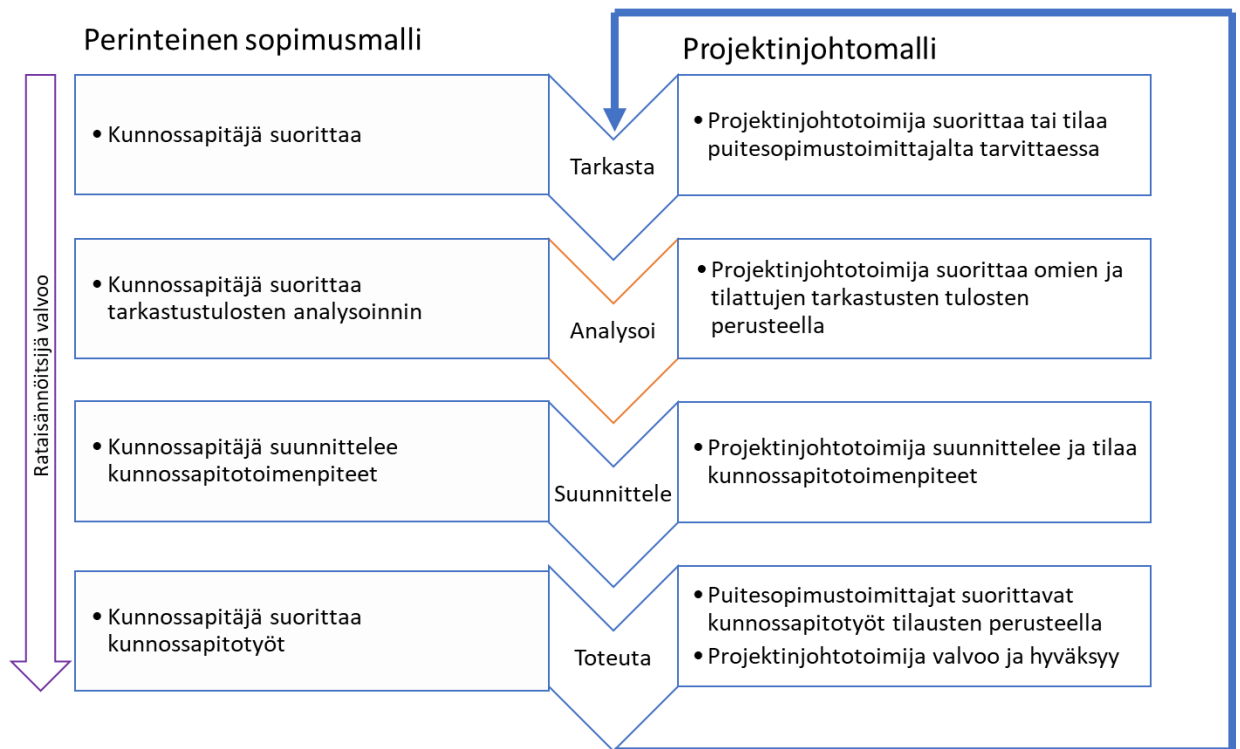 Perinteinen sopimusmalli
Projektinjohtomalli
Rataisännöitsijä valvoo
• Kunnossapitäjä suorittaa
Tarkasta
• Projektinjohtotoimija suorittaa tai tilaa
puitesopimustoimittajalta tarvittaessa
• Kunnossapitäjä suorittaa
tarkastustulosten analysoinnin
Analysoi
• Projektinjohtotoimija suorittaa omien ja
tilattujen tarkastusten tulosten
perusteella
• Kunnossapitäjä suunnittelee
kunnossapitotoimenpiteet
Suunnittele
• Projektinjohtotoimija suunnittelee ja tilaa
kunnossapitotoimenpiteet
• Kunnossapitäjä suorittaa
kunnossapitotyöt
Toteuta
• Puitesopimustoimittajat suorittavat
kunnossapitotyöt tilausten perusteella
• Projektinjohtotoimija valvoo ja hyväksyy